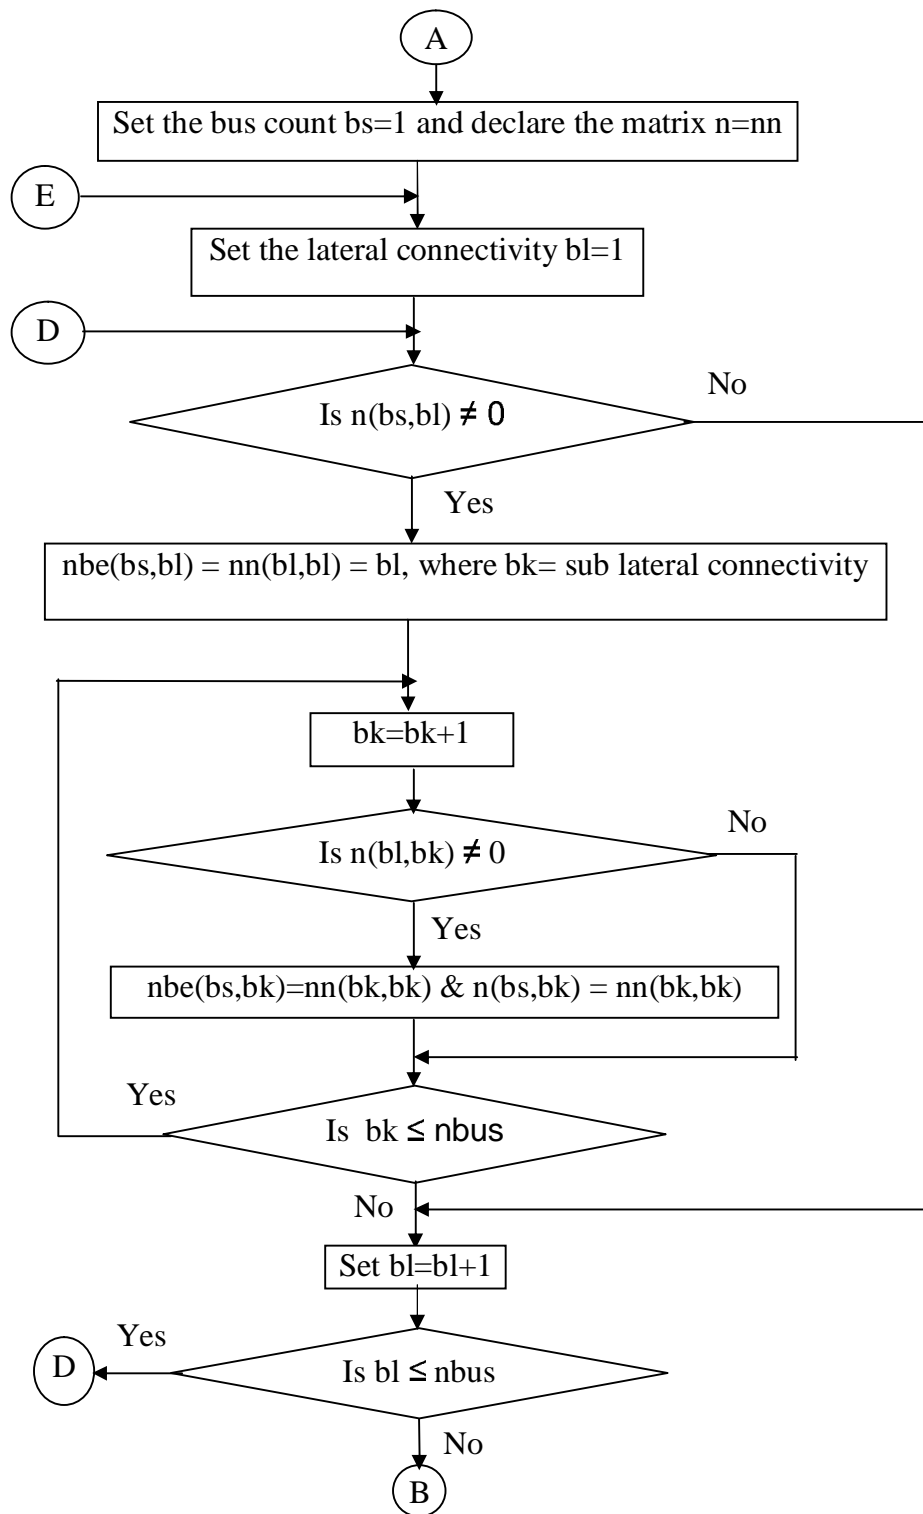 A
Set the bus count bs=1 and declare the matrix n=nn
E
Set the lateral connectivity bl=1
D
No
Is n(bs,bl) ≠ 0
Yes
nbe(bs,bl) = nn(bl,bl) = bl, where bk= sub lateral connectivity
bk=bk+1
No
Is n(bl,bk) ≠ 0
Yes
nbe(bs,bk)=nn(bk,bk) & n(bs,bk) = nn(bk,bk)
Yes
Is bk ≤ nbus
No
Set bl=bl+1
Yes
D
Is bl ≤ nbus
No
B